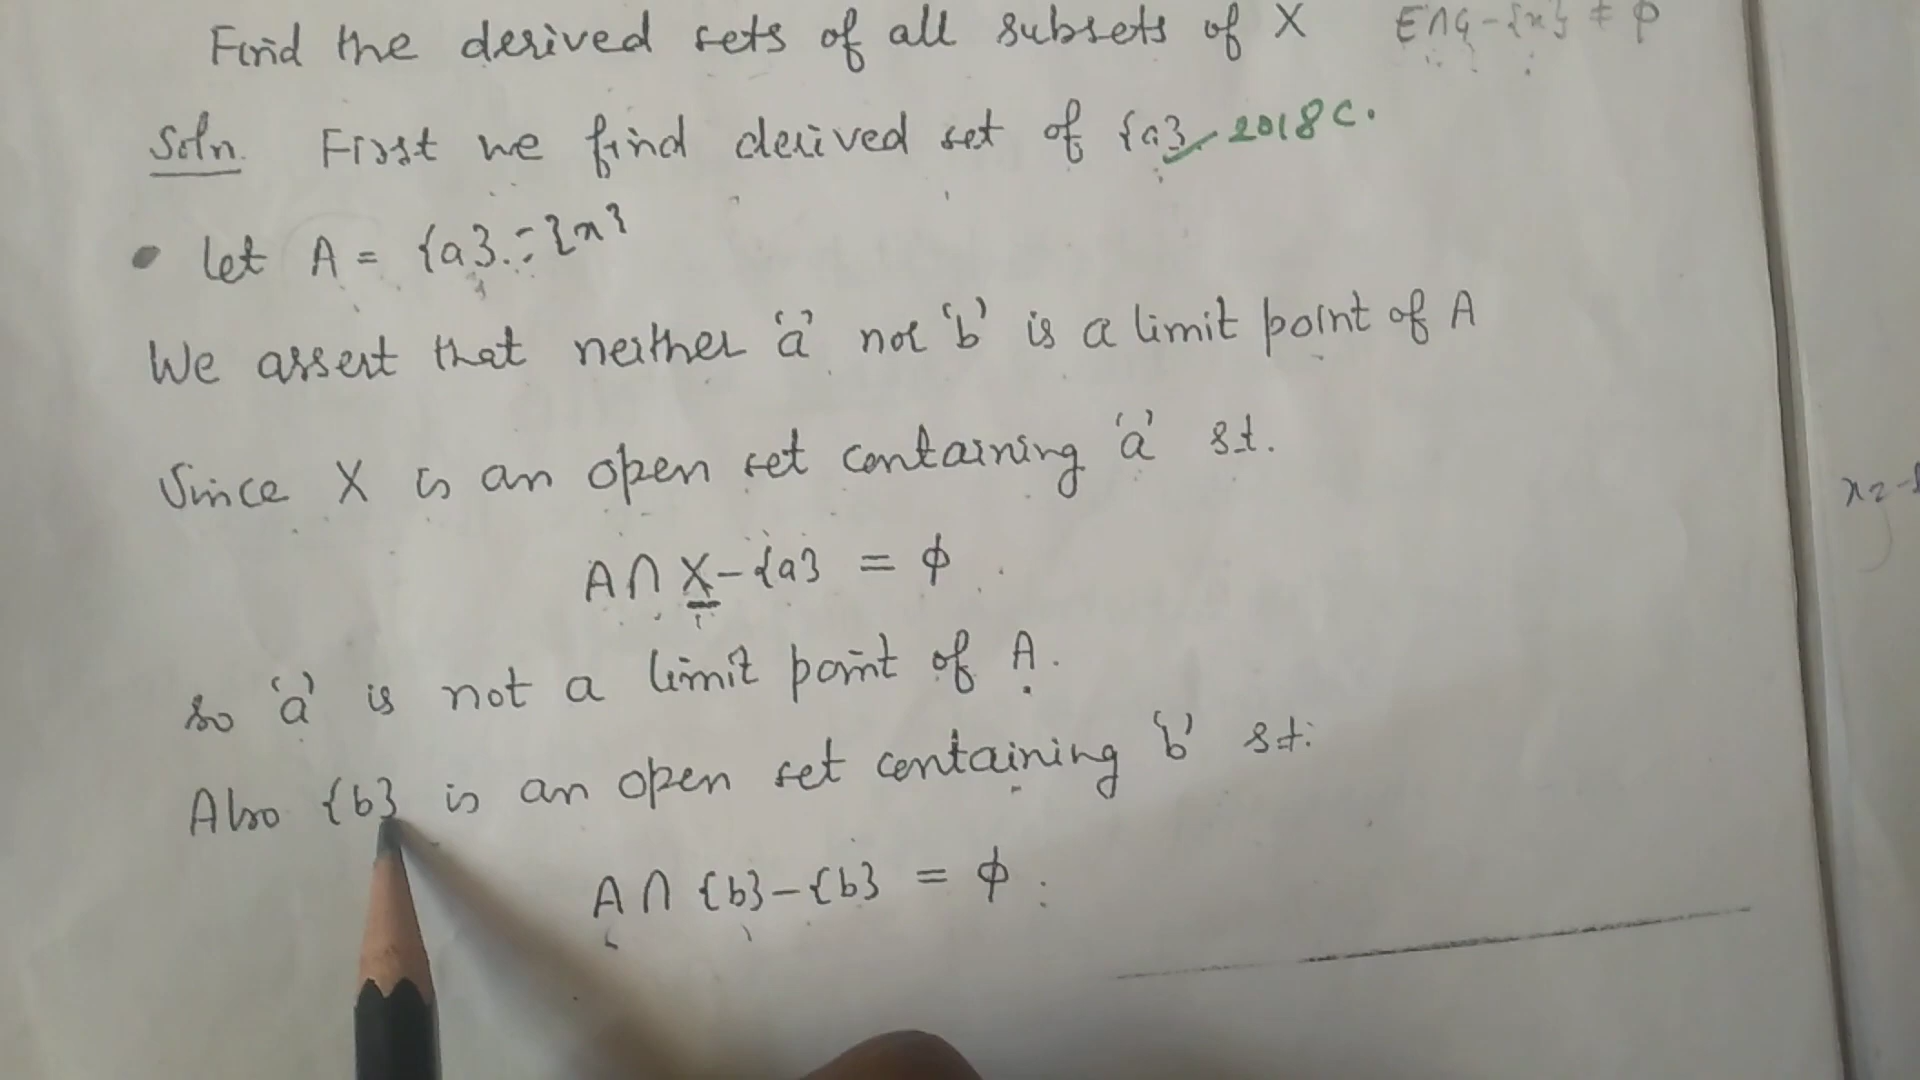 Find the derived sets of all subsets of X
E∩G-{x} ≠ φ
Soln. First we find derived set of {a} 2018 C.
• Let A = {a}. = {x}
We assert that neither 'a' nor 'b' is a limit point of A
Since X is an open set containing 'a' s.t.
A∩X-{a} = φ.
So 'a' is not a limit point of A.
Also {b} is an open set containing 'b' s.t.
A∩{b}-{b} = φ.